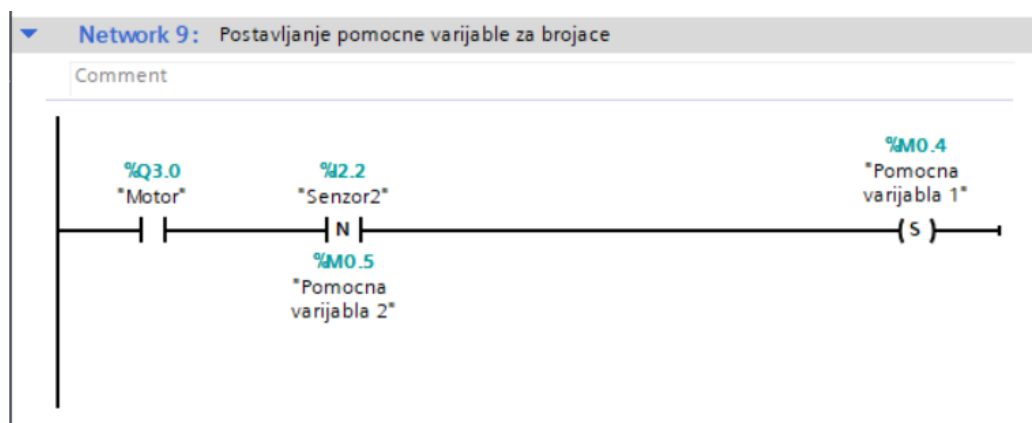 Network 9: Postavljanje pomocne varijable za brojace
Comment
%Q3.0
"Motor"
%I2.2
"Senzor2"
N
%M0.5
"Pomocna
varijabla 2"
%M0.4
"Pomocna
varijabla 1"
S